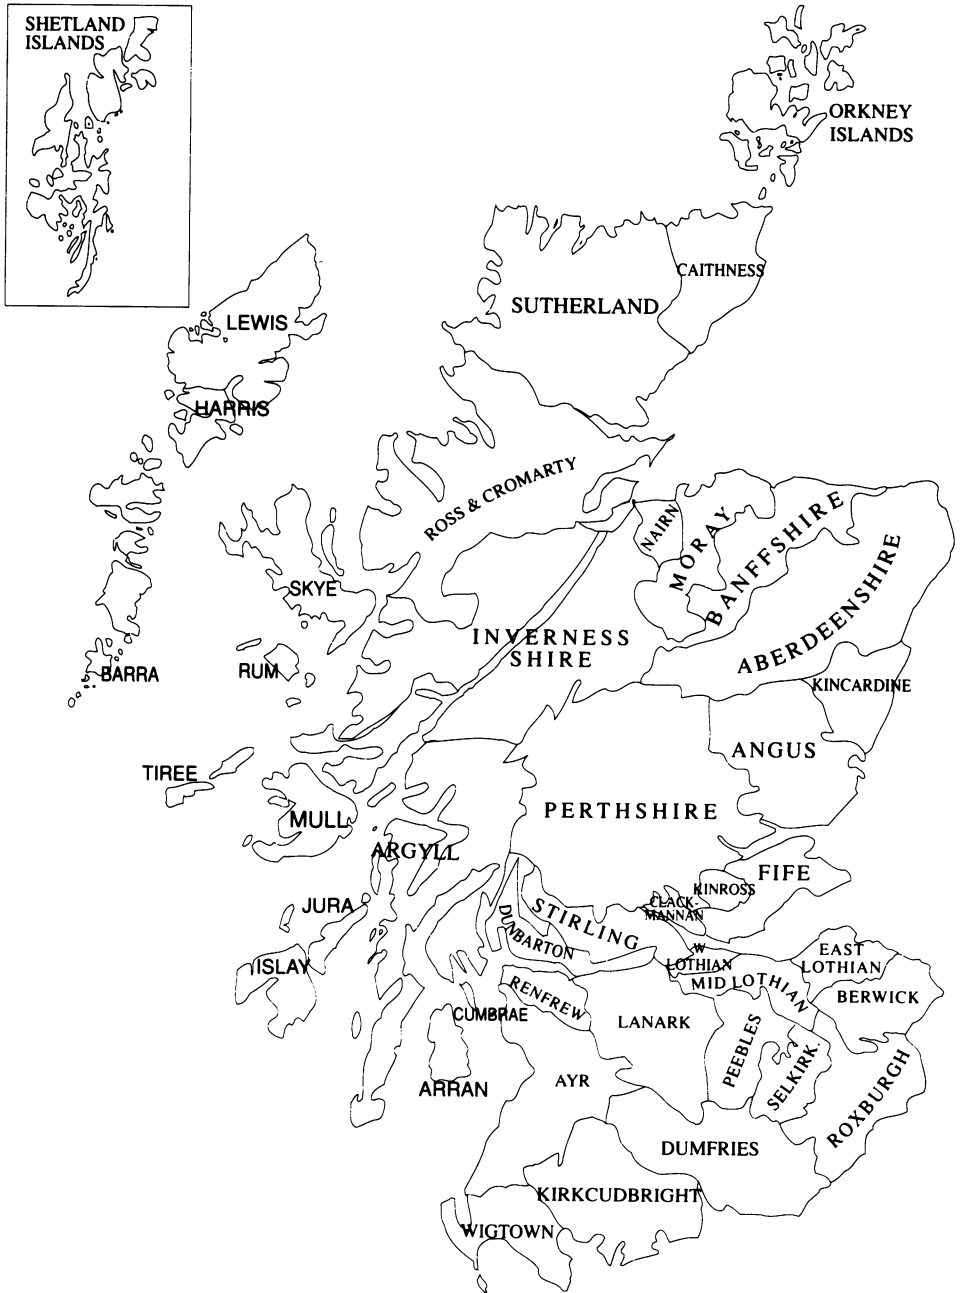 SHETLAND
ISLANDS
ORKNEY
ISLANDS
CAITHNESS
SUTHERLAND
LEWIS
HARRIS
ROSS & CROMARTY
NAIRN
MORAY
BANFFSHIRE
ABERDEENSHIRE
SKYE
INVERNESS
SHIRE
BARRA
RUM
KINCARDINE
ANGUS
TIREE
PERTHSHIRE
MULL
ARGYLL
FIFE
KINROSS
CLACK-
MANNAN
JURA
STIRLING
DUNBARTON
W
LOTHIAN
EAST
LOTHIAN
ISLAY
MID LOTHIAN
BERWICK
RENFREW
CUMBRAE
LANARK
PEEBLES
SELKIRK.
ROXBURGH
ARRAN
AYR
DUMFRIES
KIRKCUDBRIGHT
WIGTOWN